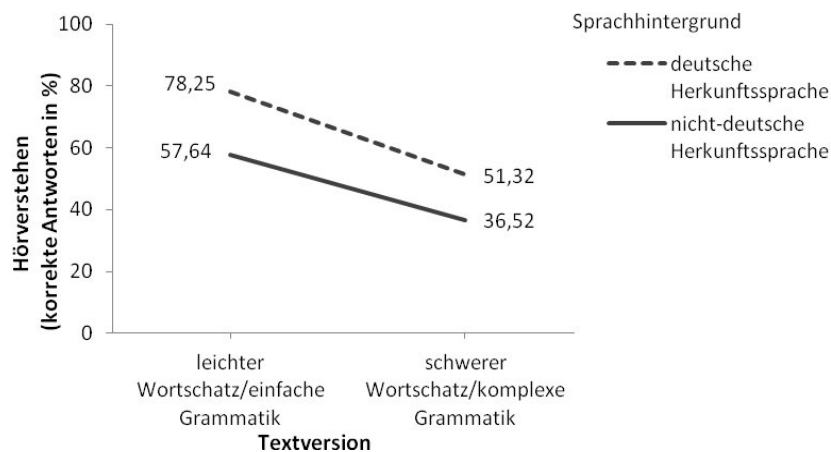 Sprachhintergrund
deutsche
Herkunftssprache
nicht-deutsche
Herkunftssprache
Hörverstehen
(korrekte Antworten in %)
100
80
60
40
20
0
78,25
57,64
51,32
36,52
leichter
Wortschatz/einfache
Grammatik
schwerer
Wortschatz/komplexe
Grammatik
Textversion